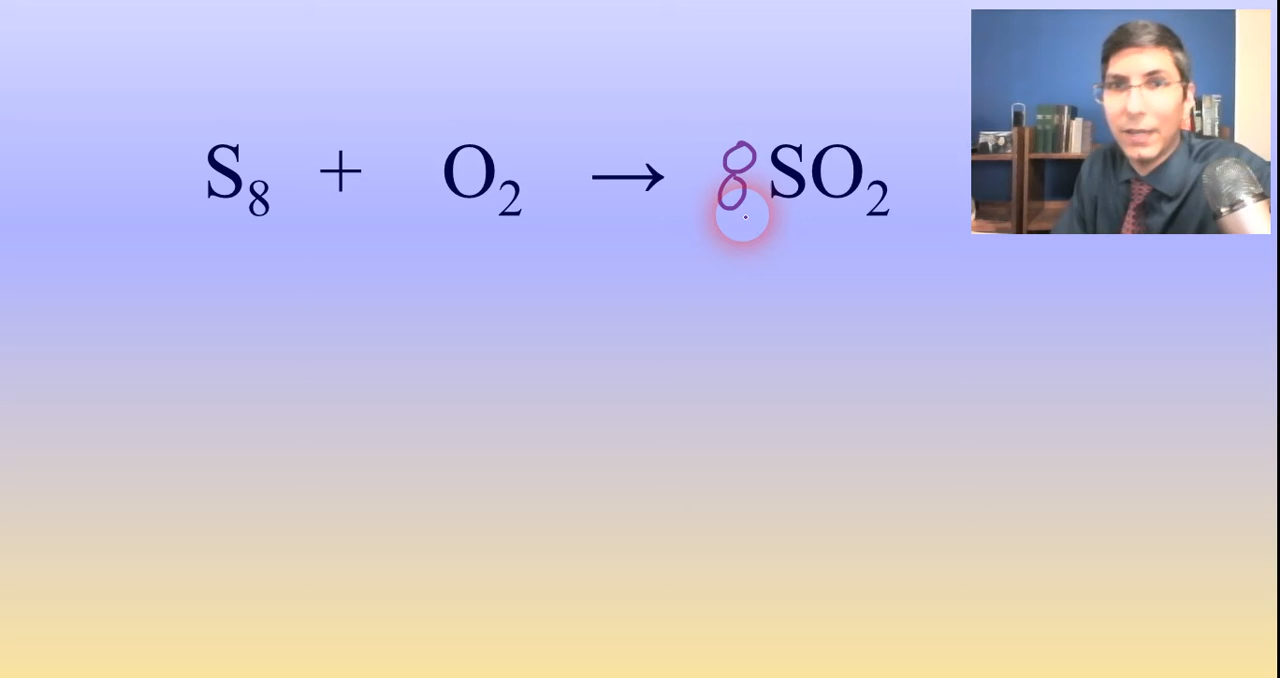 S₈ + O₂ → 8SO₂